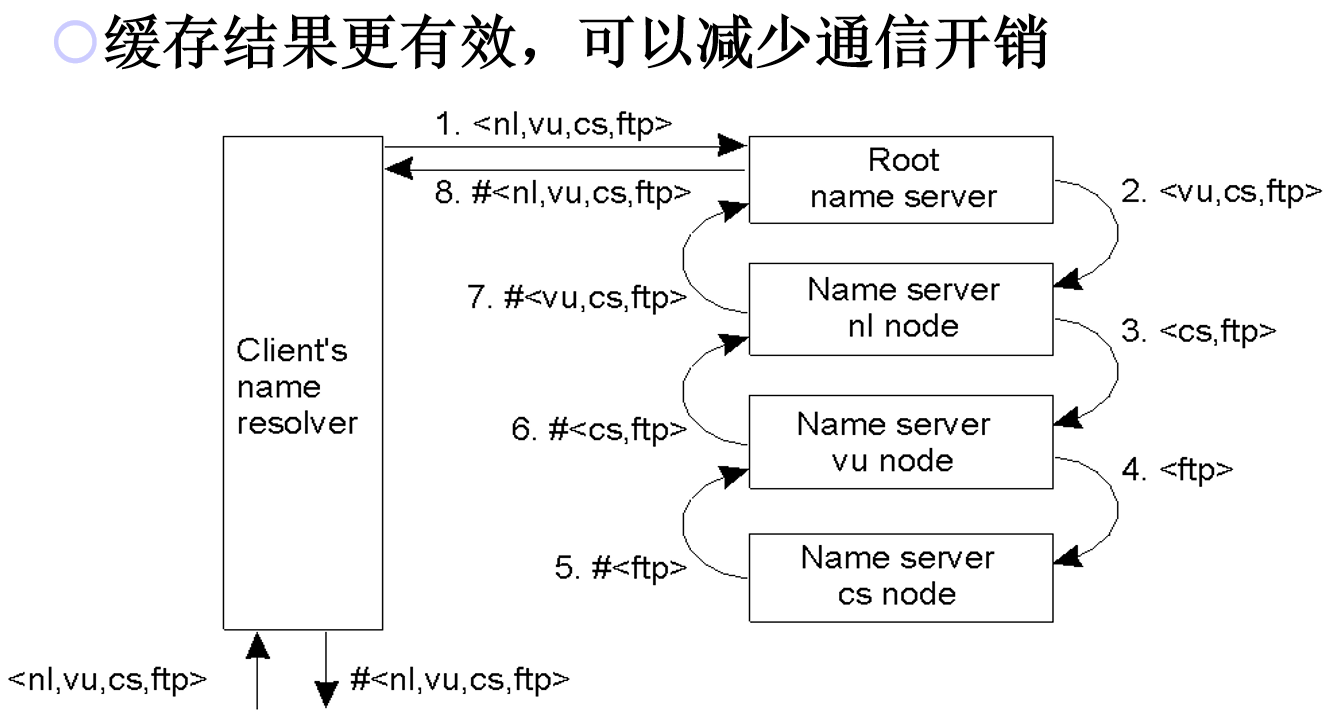 缓存结果更有效，可以减少通信开销
1. <nl,vu,cs,ftp>
8. #<nl,vu,cs,ftp>
Root
name server
2. <vu,cs,ftp>
7. #<vu,cs,ftp>
Name server
nl node
3. <cs,ftp>
Client's
name
resolver
6. #<cs,ftp>
Name server
vu node
4. <ftp>
5. #<ftp>
Name server
cs node
<nl,vu,cs,ftp>
#<nl,vu,cs,ftp>